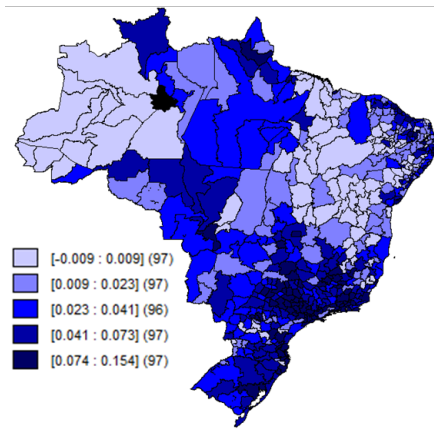 [-0.009 : 0.009] (97)
[0.009 : 0.023] (97)
[0.023 : 0.041] (96)
[0.041 : 0.073] (97)
[0.074 : 0.154] (97)